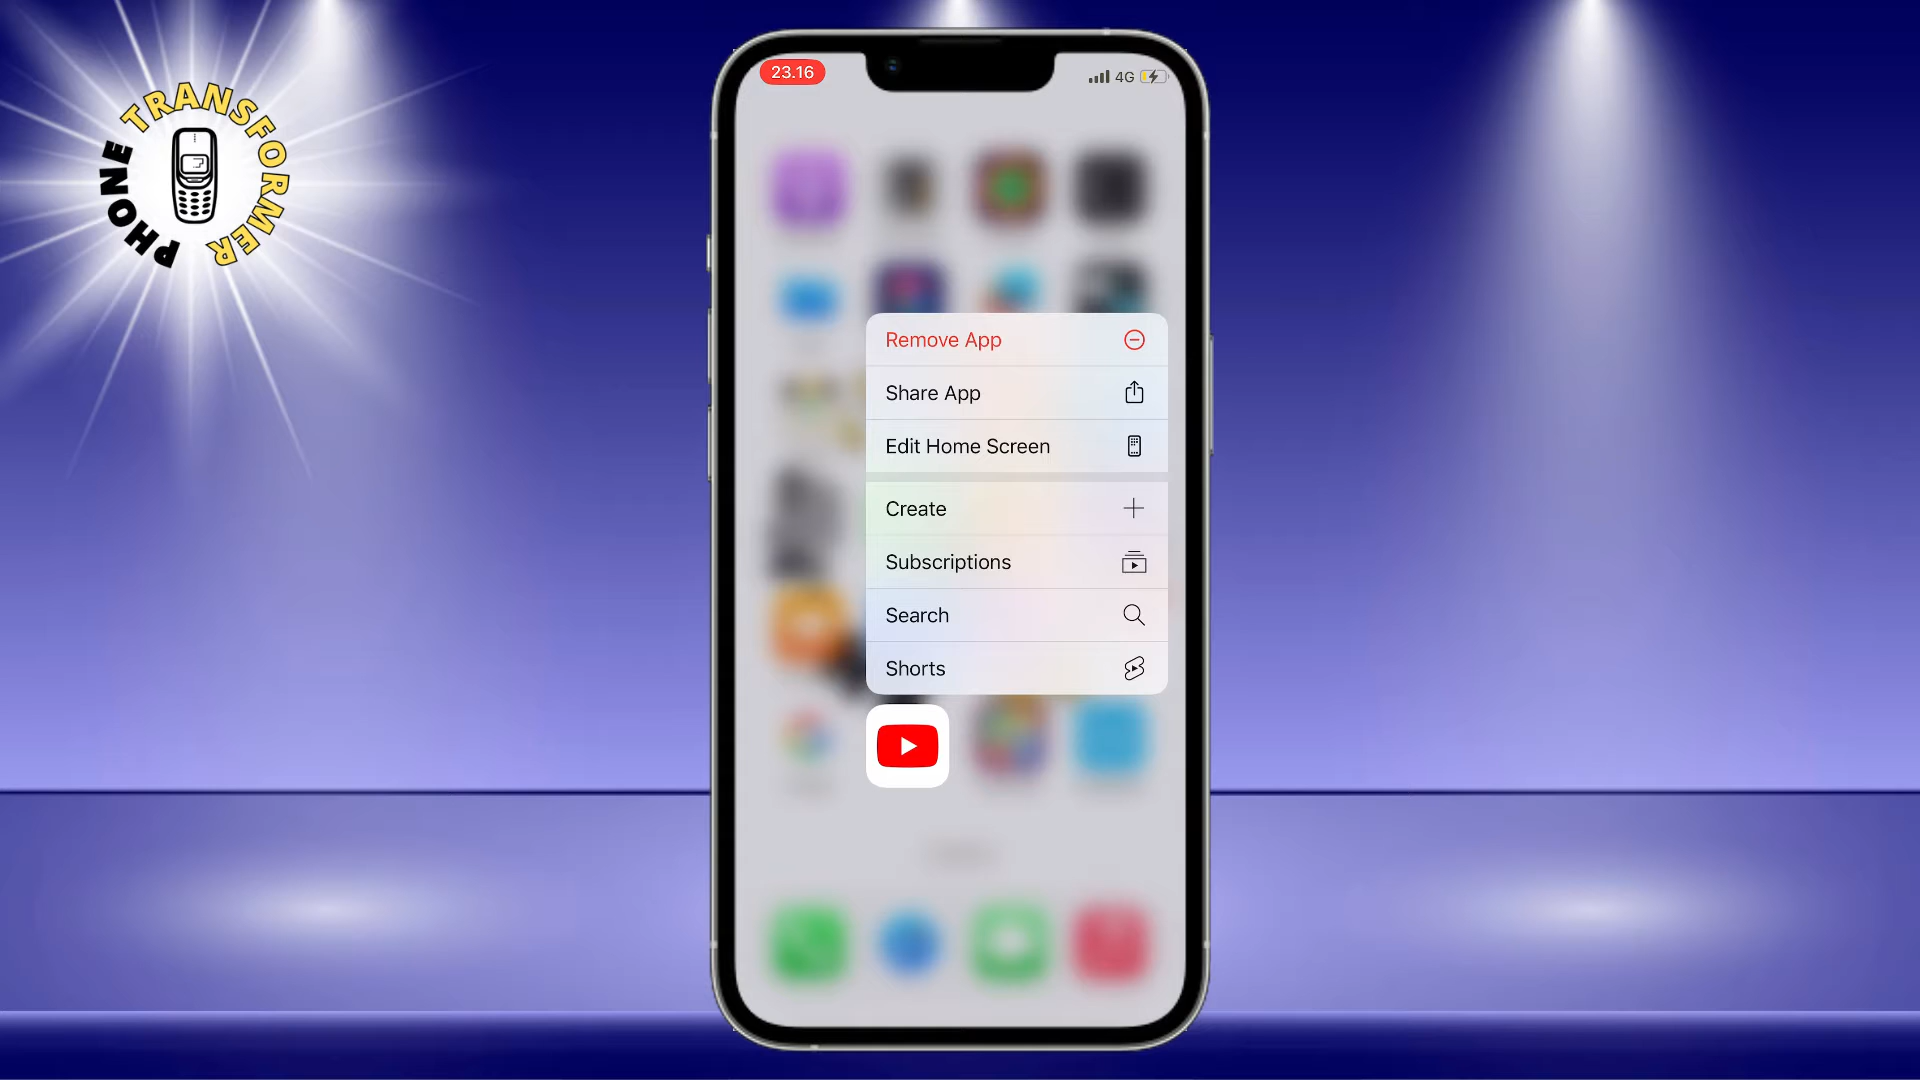 PHONE TRANSFORMER
23.16
4G
Remove App
Share App
Edit Home Screen
Create
Subscriptions
Search
Shorts